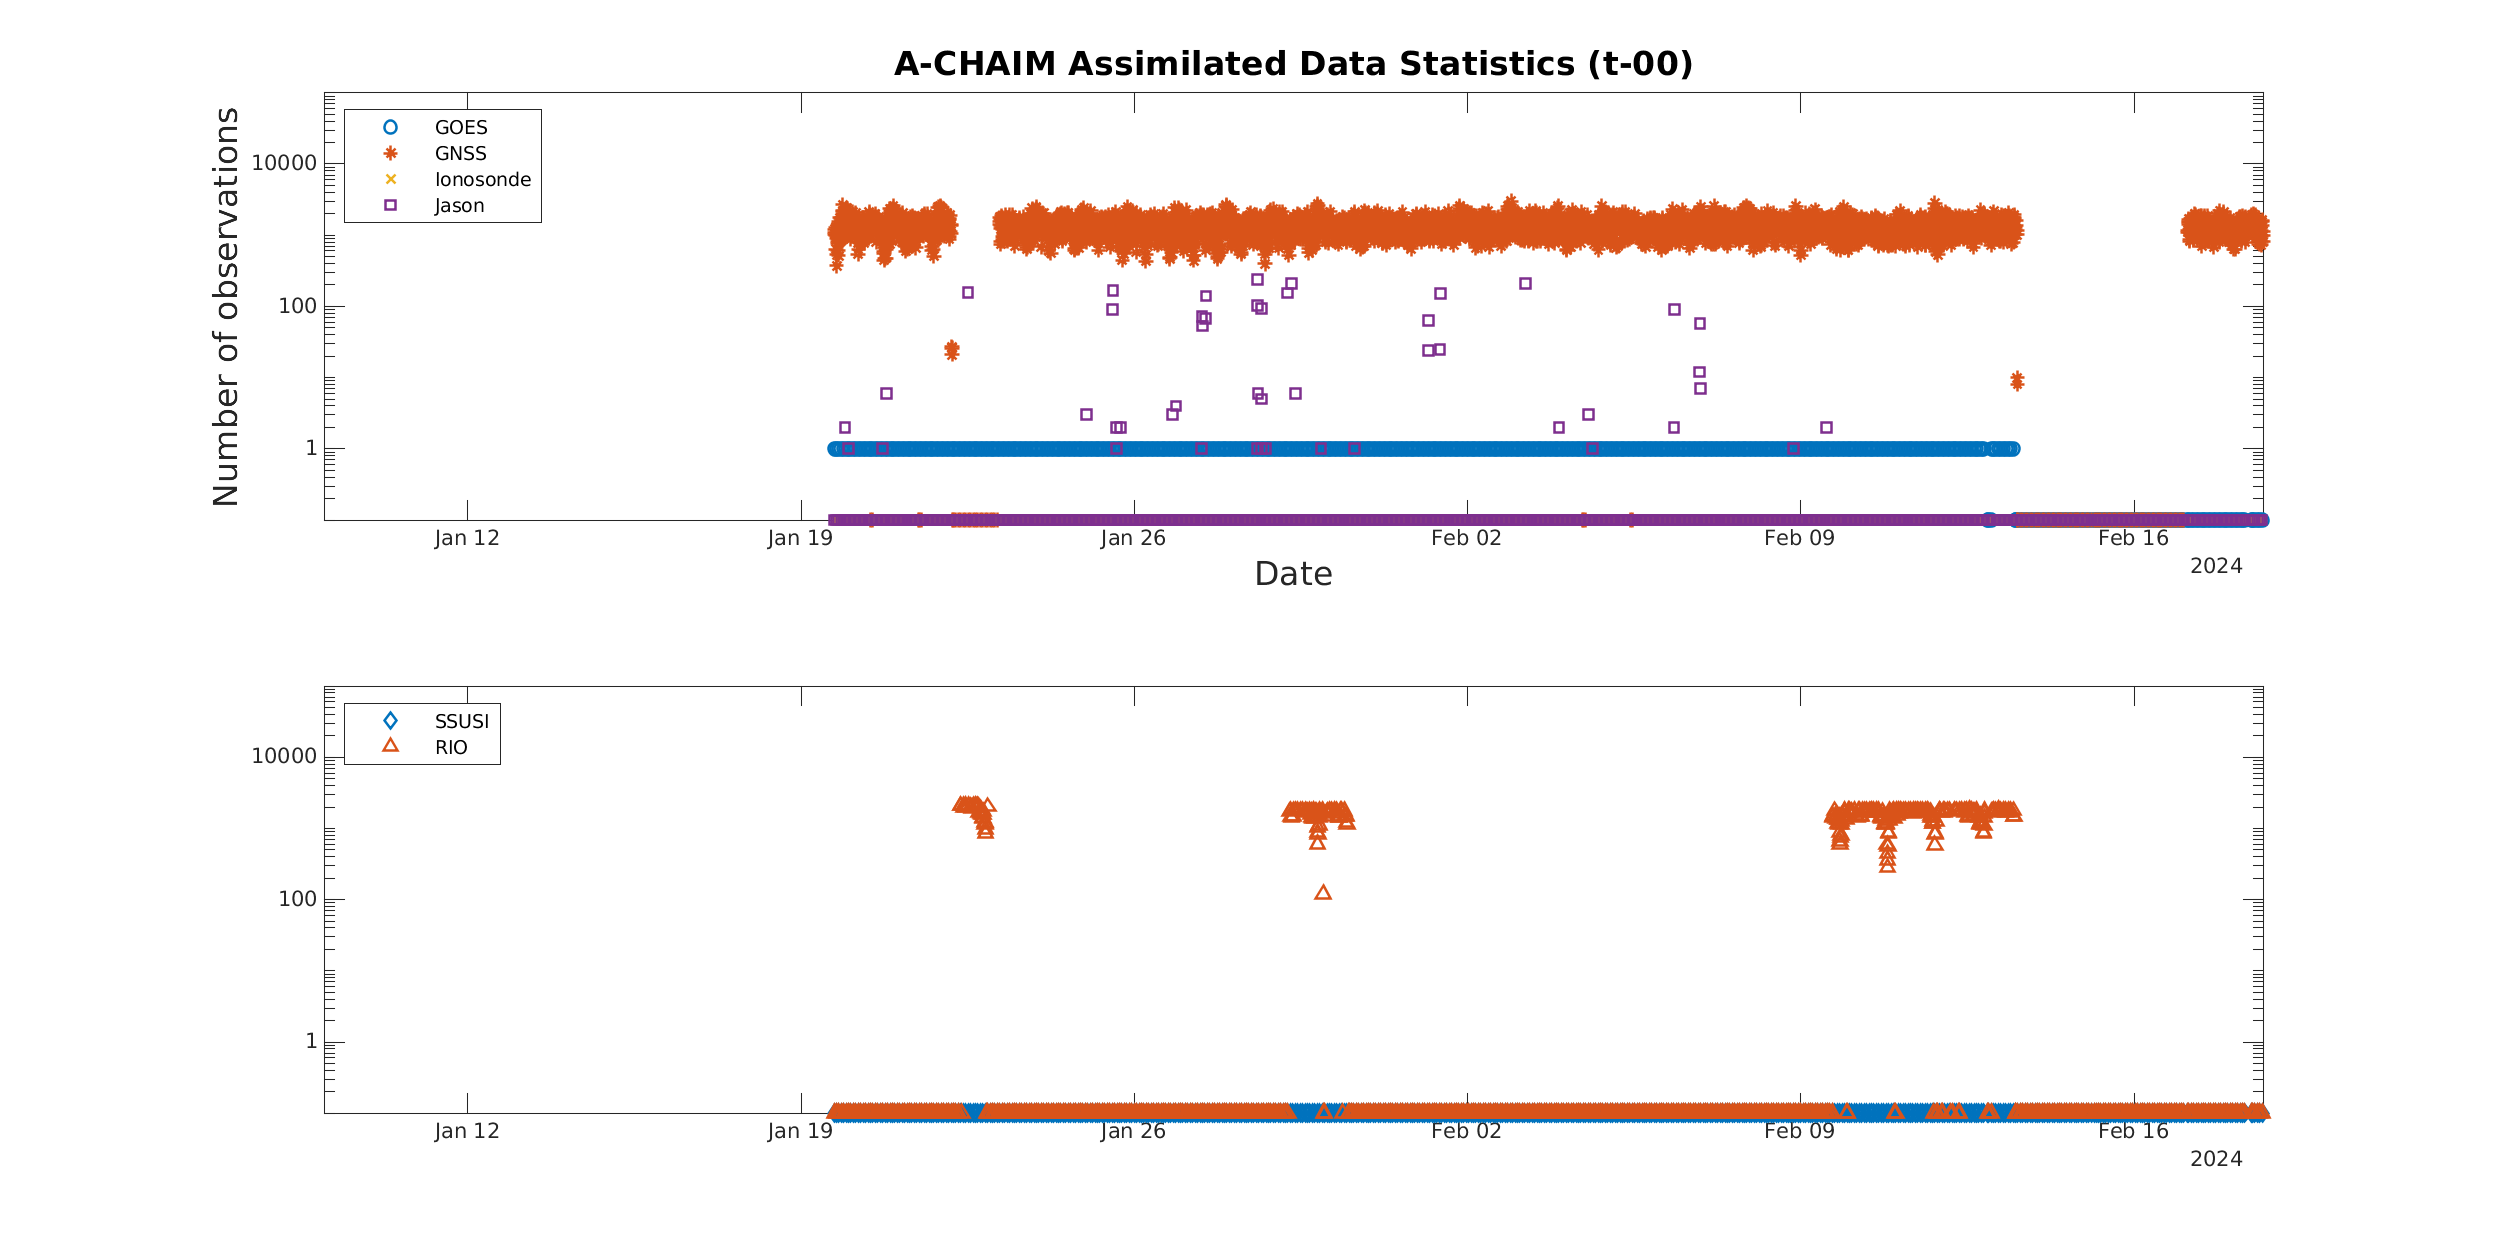 A-CHAIM Assimilated Data Statistics (t-00)
Number of observations
GOES
GNSS
Ionosonde
Jason
10000
100
1
Jan 12 Jan 19 Jan 26 Feb 02 Feb 09 Feb 16
2024
Date
SSUSI
RIO
10000
100
1
Jan 12 Jan 19 Jan 26 Feb 02 Feb 09 Feb 16
2024